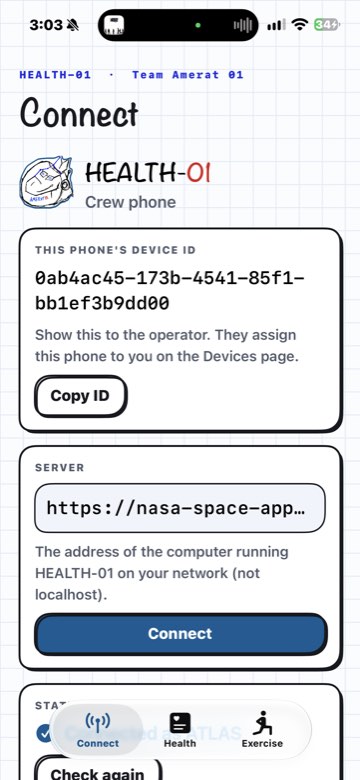 3:03
34
HEALTH-01 · Team Amerat 01
Connect
HEALTH-01
Crew phone
THIS PHONE'S DEVICE ID
0ab4ac45-173b-4541-85f1-
bb1ef3b9dd00
Show this to the operator. They assign
this phone to you on the Devices page.
Copy ID
SERVER
https://nasa-space-app…
The address of the computer running
HEALTH-01 on your network (not
localhost).
Connect
Connected as ATLAS
Connect
Health
Exercise
Check again